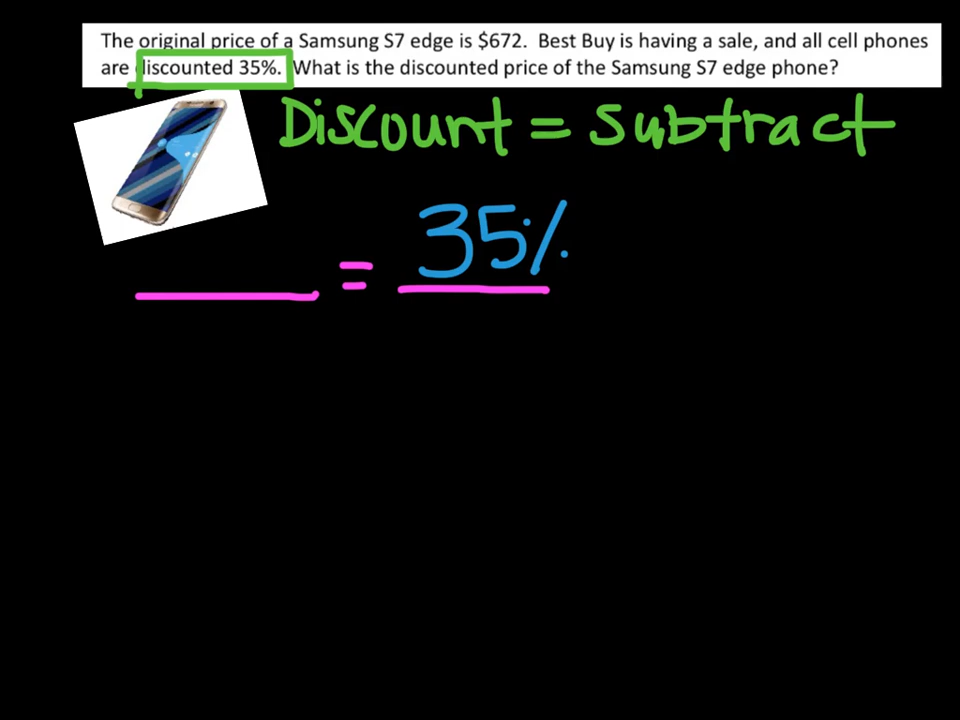 The original price of a Samsung S7 edge is $672. Best Buy is having a sale, and all cell phones
are discounted 35%. What is the discounted price of the Samsung S7 edge phone?
Discount = Subtract
= 35%